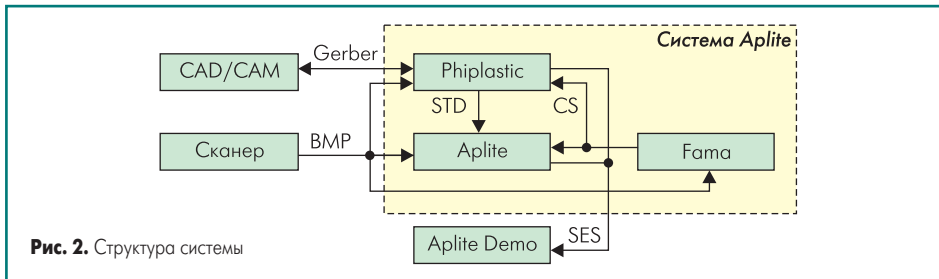 Система Aplite
CAD/CAM
Gerber
Phiplastic
STD
CS
Сканер
BMP
Aplite
Fama
Aplite Demo
SES
Рис. 2. Структура системы